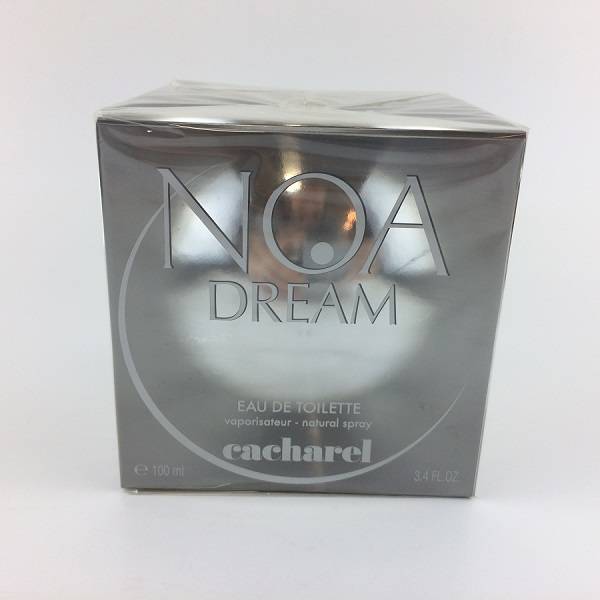 NOA
DREAM
EAU DE TOILETTE
vaporisateur - natural spray
cacharel
℮ 100 ml 3.4 FL.OZ.